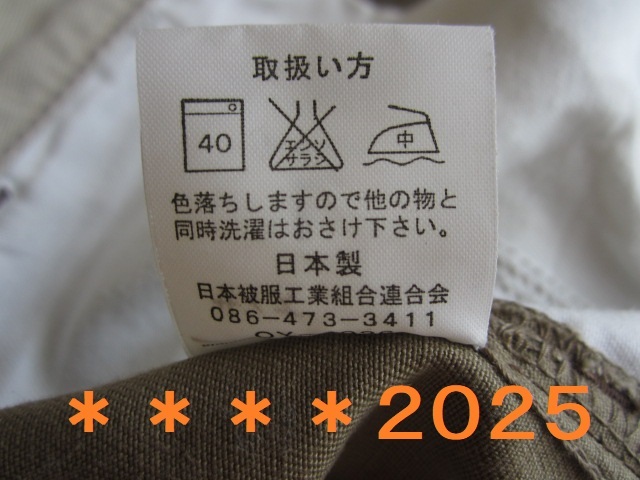 取扱い方
40
エンソ
サラシ
中
色落ちしますので他の物と
同時洗濯はおさけ下さい。
日本製
日本被服工業組合連合会
086-473-3411
＊＊＊＊2025